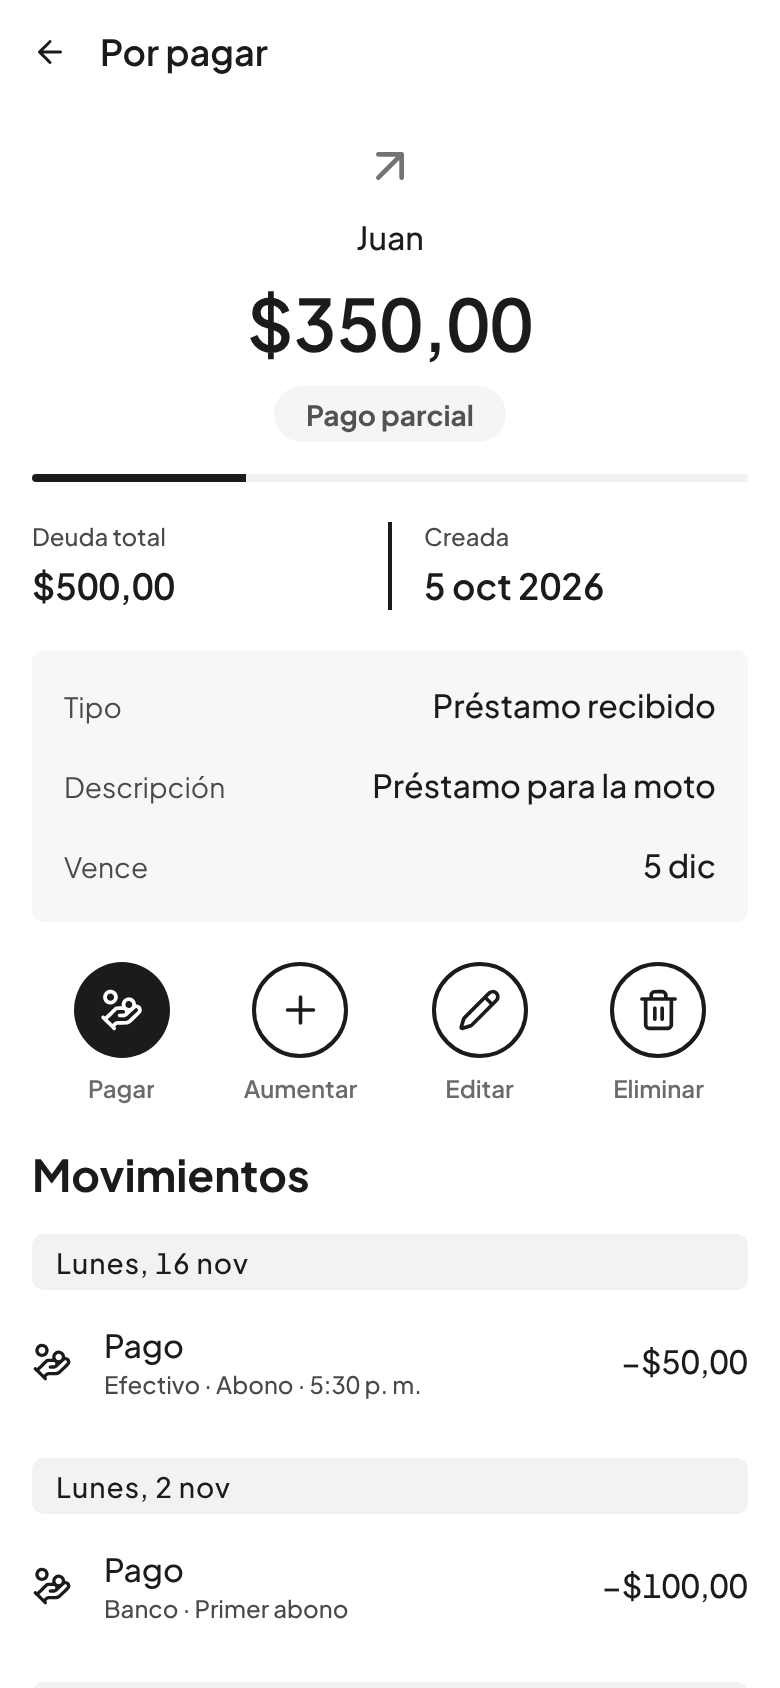 Por pagar
Juan
$350,00
Pago parcial
Deuda total
$500,00
Creada
5 oct 2026
Tipo
Préstamo recibido
Descripción
Préstamo para la moto
Vence
5 dic
Pagar
Aumentar
Editar
Eliminar
Movimientos
Lunes, 16 nov
Pago
−$50,00
Efectivo · Abono · 5:30 p. m.
Lunes, 2 nov
Pago
−$100,00
Banco · Primer abono